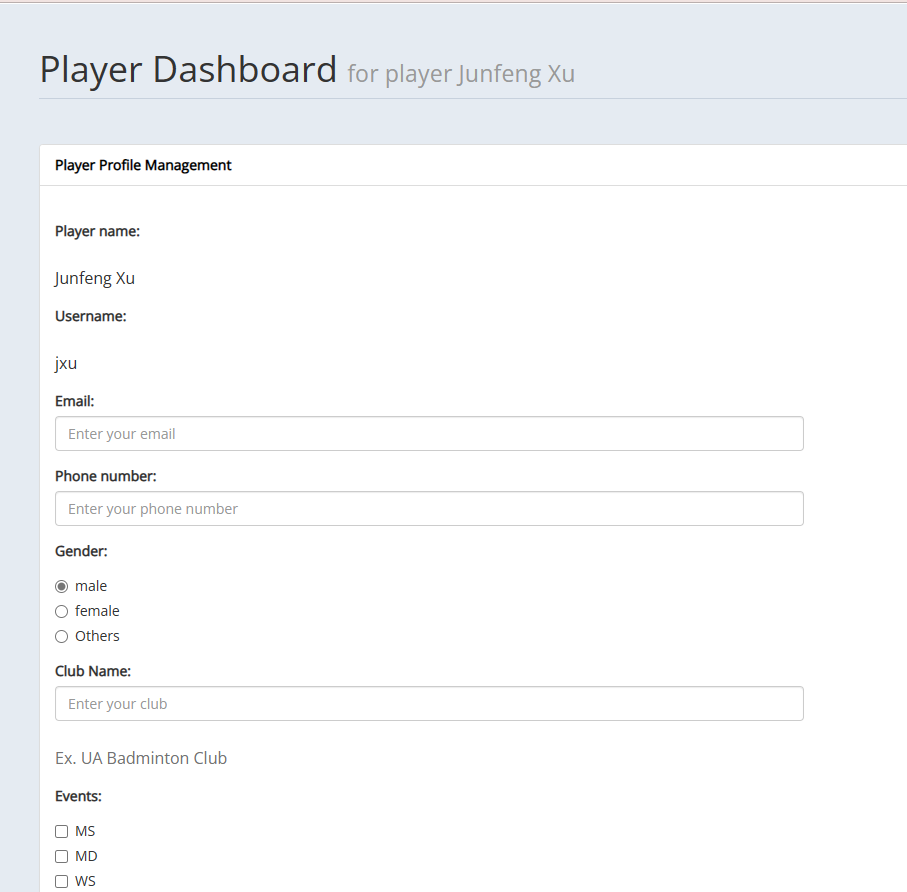 Player Dashboard for player Junfeng Xu
Player Profile Management
Player name:
Junfeng Xu
Username:
jxu
Email:
Enter your email
Phone number:
Enter your phone number
Gender:
male
female
Others
Club Name:
Enter your club
Ex. UA Badminton Club
Events:
MS
MD
WS